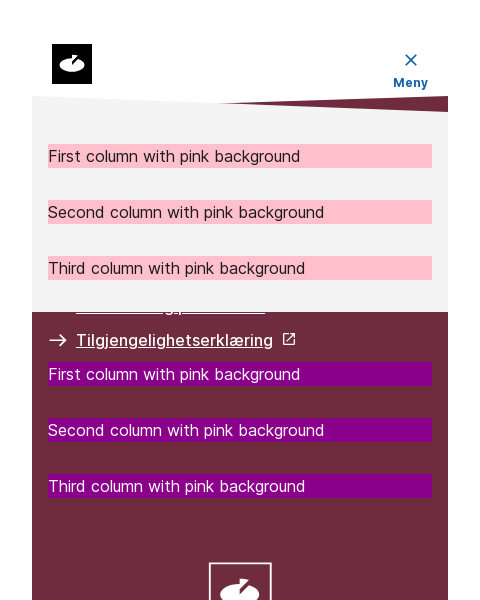 Meny
First column with pink background
Second column with pink background
Third column with pink background
Tilgjengelighetserklæring
First column with pink background
Second column with pink background
Third column with pink background